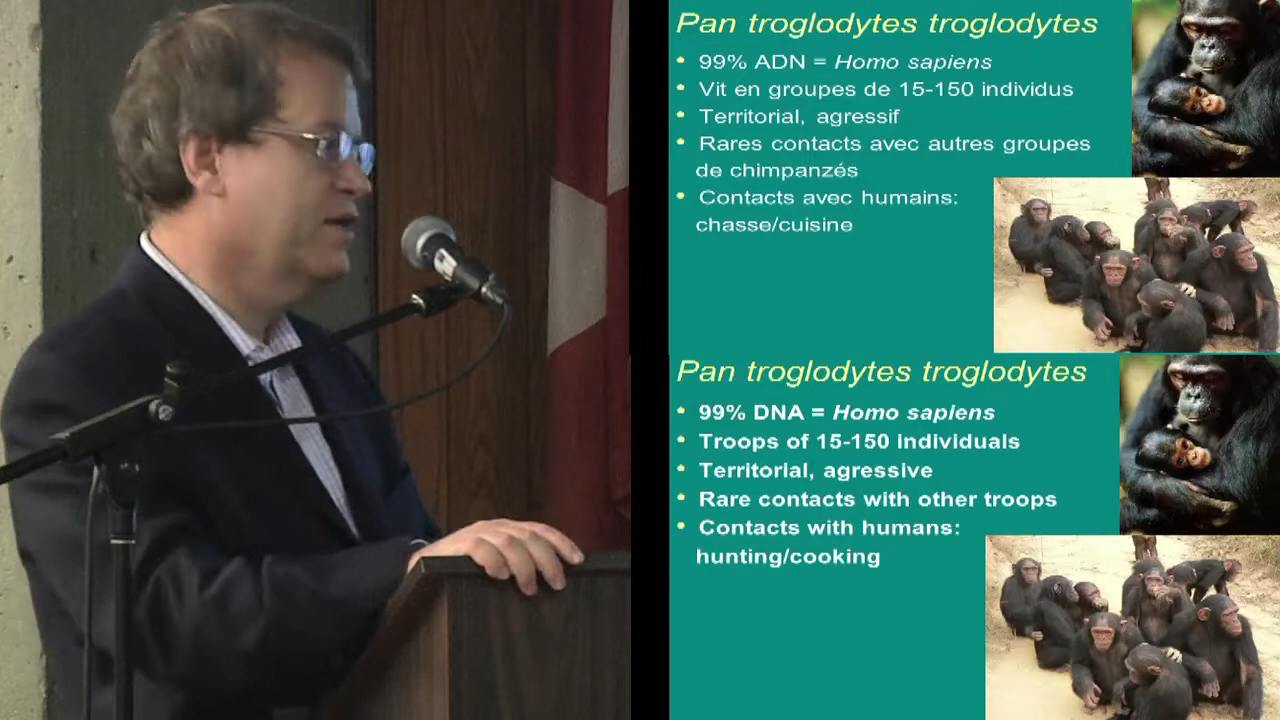 Pan troglodytes troglodytes
• 99% ADN = Homo sapiens
• Vit en groupes de 15-150 individus
• Territorial, agressif
• Rares contacts avec autres groupes
de chimpanzés
• Contacts avec humains:
chasse/cuisine
Pan troglodytes troglodytes
• 99% DNA = Homo sapiens
• Troops of 15-150 individuals
• Territorial, agressive
• Rare contacts with other troops
• Contacts with humans:
hunting/cooking